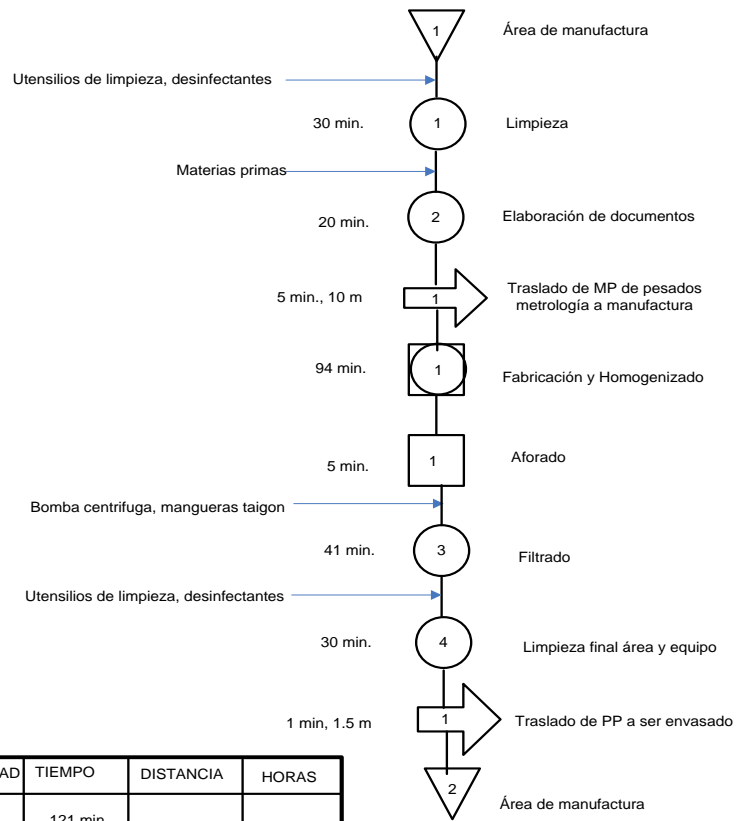 1
Área de manufactura
Utensilios de limpieza, desinfectantes
30 min.
1
Limpieza
Materias primas
20 min.
2
Elaboración de documentos
5 min., 10 m
1
Traslado de MP de pesados
metrología a manufactura
94 min.
1
Fabricación y Homogenizado
5 min.
1
Aforado
Bomba centrifuga, mangueras taigon
41 min.
3
Filtrado
Utensilios de limpieza, desinfectantes
30 min.
4
Limpieza final área y equipo
1 min, 1.5 m
1
Traslado de PP a ser envasado
2
Área de manufactura
AD TIEMPO DISTANCIA HORAS
121 min